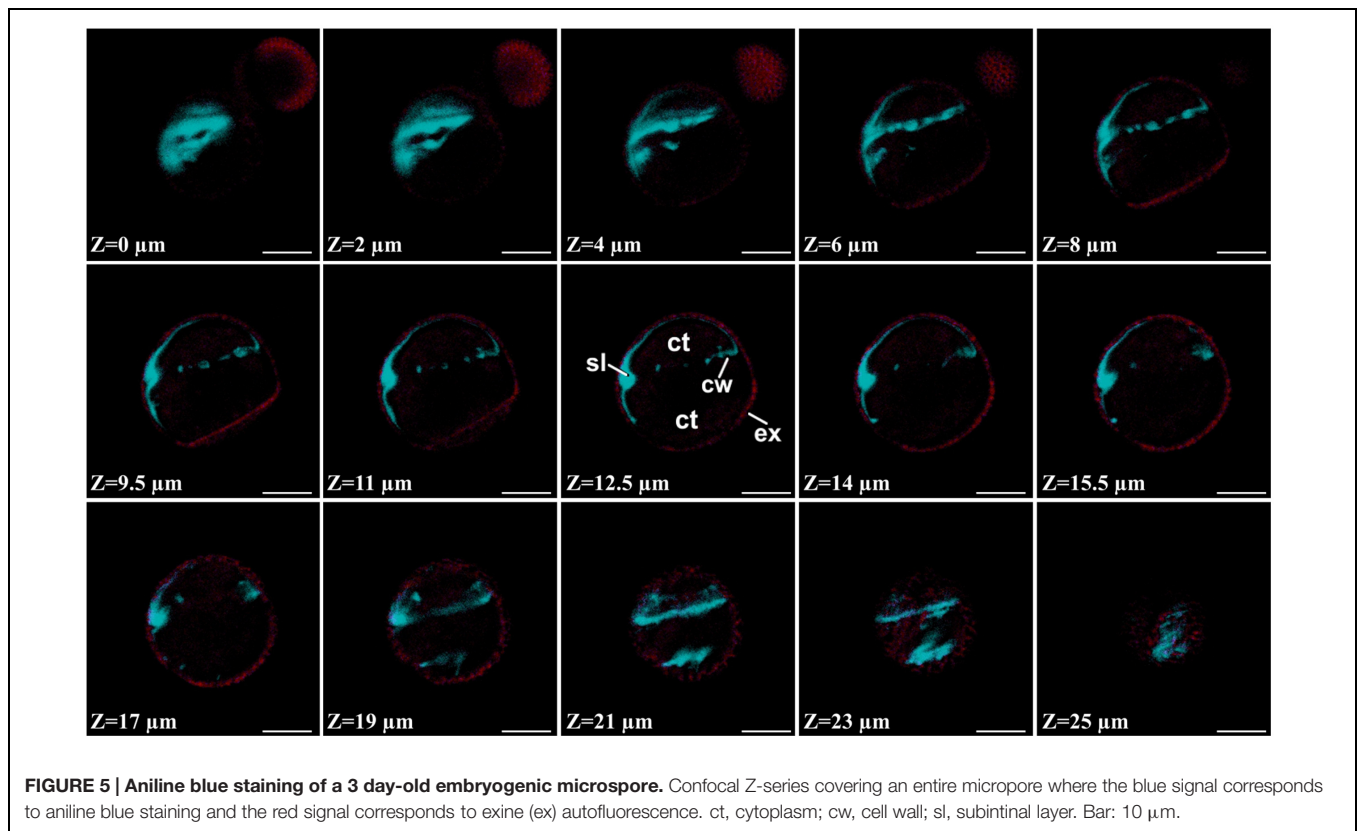 Z=0 µm
Z=2 µm
Z=4 µm
Z=6 µm
Z=8 µm
Z=9.5 µm
Z=11 µm
ct
sl
cw
ct
ex
Z=12.5 µm
Z=14 µm
Z=15.5 µm
Z=17 µm
Z=19 µm
Z=21 µm
Z=23 µm
Z=25 µm
FIGURE 5 | Aniline blue staining of a 3 day-old embryogenic microspore. Confocal Z-series covering an entire micropore where the blue signal corresponds
to aniline blue staining and the red signal corresponds to exine (ex) autofluorescence. ct, cytoplasm; cw, cell wall; sl, subintinal layer. Bar: 10 µm.